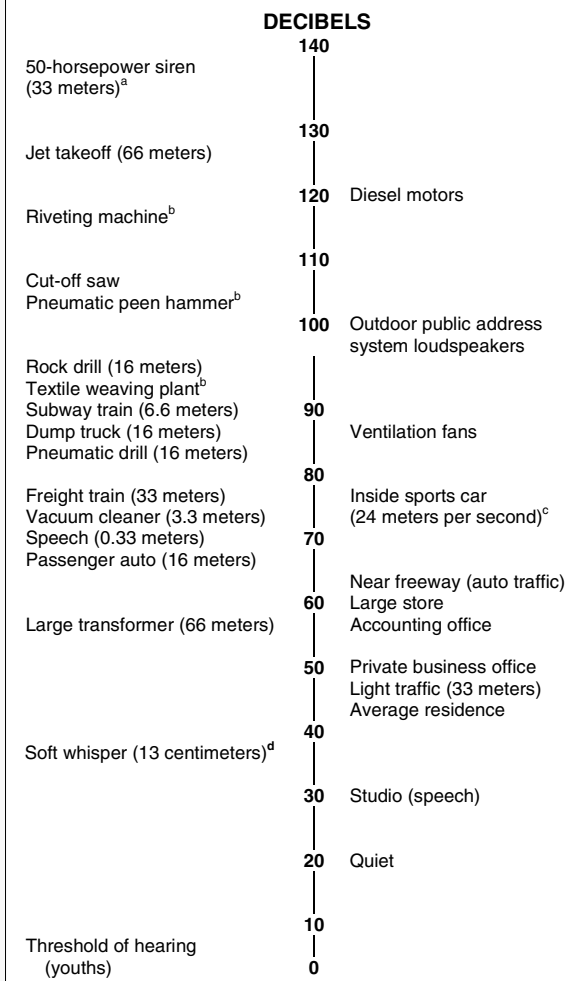 DECIBELS
140
50-horsepower siren
(33 meters)a
130
Jet takeoff (66 meters)
120 Diesel motors
Riveting machineb
110
Cut-off saw
Pneumatic peen hammerb
100 Outdoor public address
system loudspeakers
Rock drill (16 meters)
Textile weaving plantb
Subway train (6.6 meters) 90
Dump truck (16 meters) Ventilation fans
Pneumatic drill (16 meters)
80
Freight train (33 meters) Inside sports car
Vacuum cleaner (3.3 meters) (24 meters per second)c
Speech (0.33 meters) 70
Passenger auto (16 meters)
Near freeway (auto traffic)
60 Large store
Large transformer (66 meters) Accounting office
50 Private business office
Light traffic (33 meters)
Average residence
40
Soft whisper (13 centimeters)d
30 Studio (speech)
20 Quiet
10
Threshold of hearing
(youths) 0